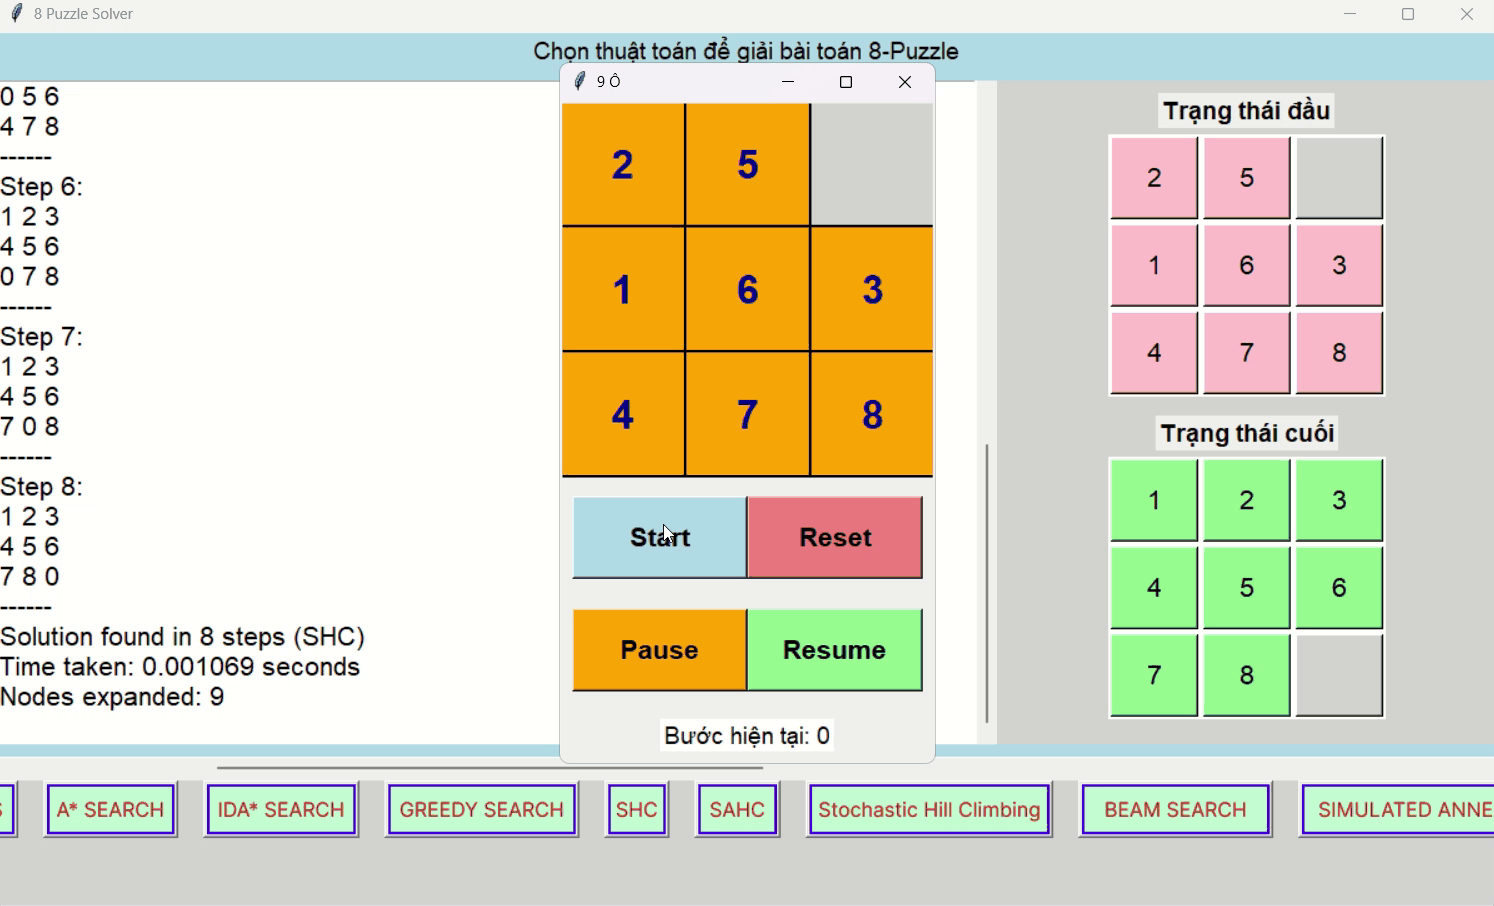 8 Puzzle Solver
Chọn thuật toán để giải bài toán 8-Puzzle
0 5 6
4 7 8
------
Step 6:
1 2 3
4 5 6
0 7 8
------
Step 7:
1 2 3
4 5 6
7 0 8
------
Step 8:
1 2 3
4 5 6
7 8 0
------
Solution found in 8 steps (SHC)
Time taken: 0.001069 seconds
Nodes expanded: 9
9 Ô
2 5
1 6 3
4 7 8
Start Reset
Pause Resume
Bước hiện tại: 0
Trạng thái đầu
2 5
1 6 3
4 7 8
Trạng thái cuối
1 2 3
4 5 6
7 8
A* SEARCH IDA* SEARCH GREEDY SEARCH SHC SAHC Stochastic Hill Climbing BEAM SEARCH SIMULATED ANNE